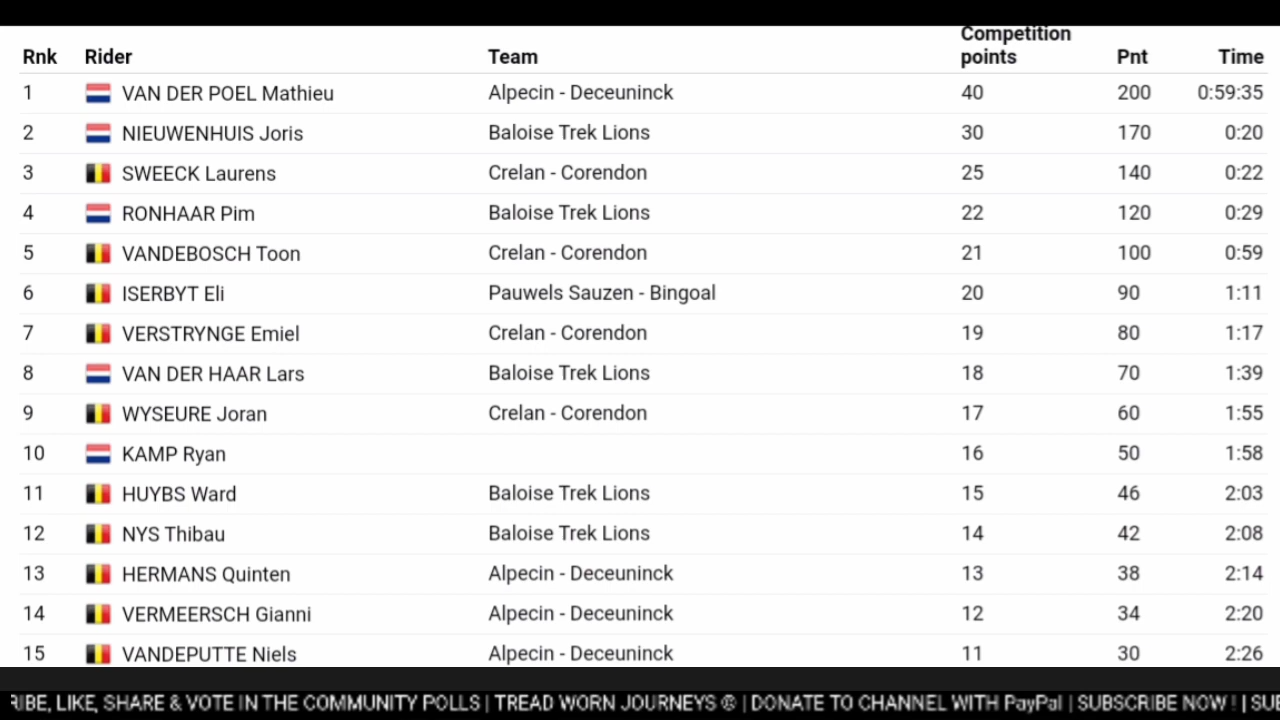 Rnk Rider Team Competition points Pnt Time
1 VAN DER POEL Mathieu Alpecin - Deceuninck 40 200 0:59:35
2 NIEUWENHUIS Joris Baloise Trek Lions 30 170 0:20
3 SWEECK Laurens Crelan - Corendon 25 140 0:22
4 RONHAAR Pim Baloise Trek Lions 22 120 0:29
5 VANDEBOSCH Toon Crelan - Corendon 21 100 0:59
6 ISERBYT Eli Pauwels Sauzen - Bingoal 20 90 1:11
7 VERSTRYNGE Emiel Crelan - Corendon 19 80 1:17
8 VAN DER HAAR Lars Baloise Trek Lions 18 70 1:39
9 WYSEURE Joran Crelan - Corendon 17 60 1:55
10 KAMP Ryan 16 50 1:58
11 HUYBS Ward Baloise Trek Lions 15 46 2:03
12 NYS Thibau Baloise Trek Lions 14 42 2:08
13 HERMANS Quinten Alpecin - Deceuninck 13 38 2:14
14 VERMEERSCH Gianni Alpecin - Deceuninck 12 34 2:20
15 VANDEPUTTE Niels Alpecin - Deceuninck 11 30 2:26
RIBE, LIKE, SHARE & VOTE IN THE COMMUNITY POLLS | TREAD WORN JOURNEYS ® | DONATE TO CHANNEL WITH PayPal | SUBSCRIBE NOW ! | SU